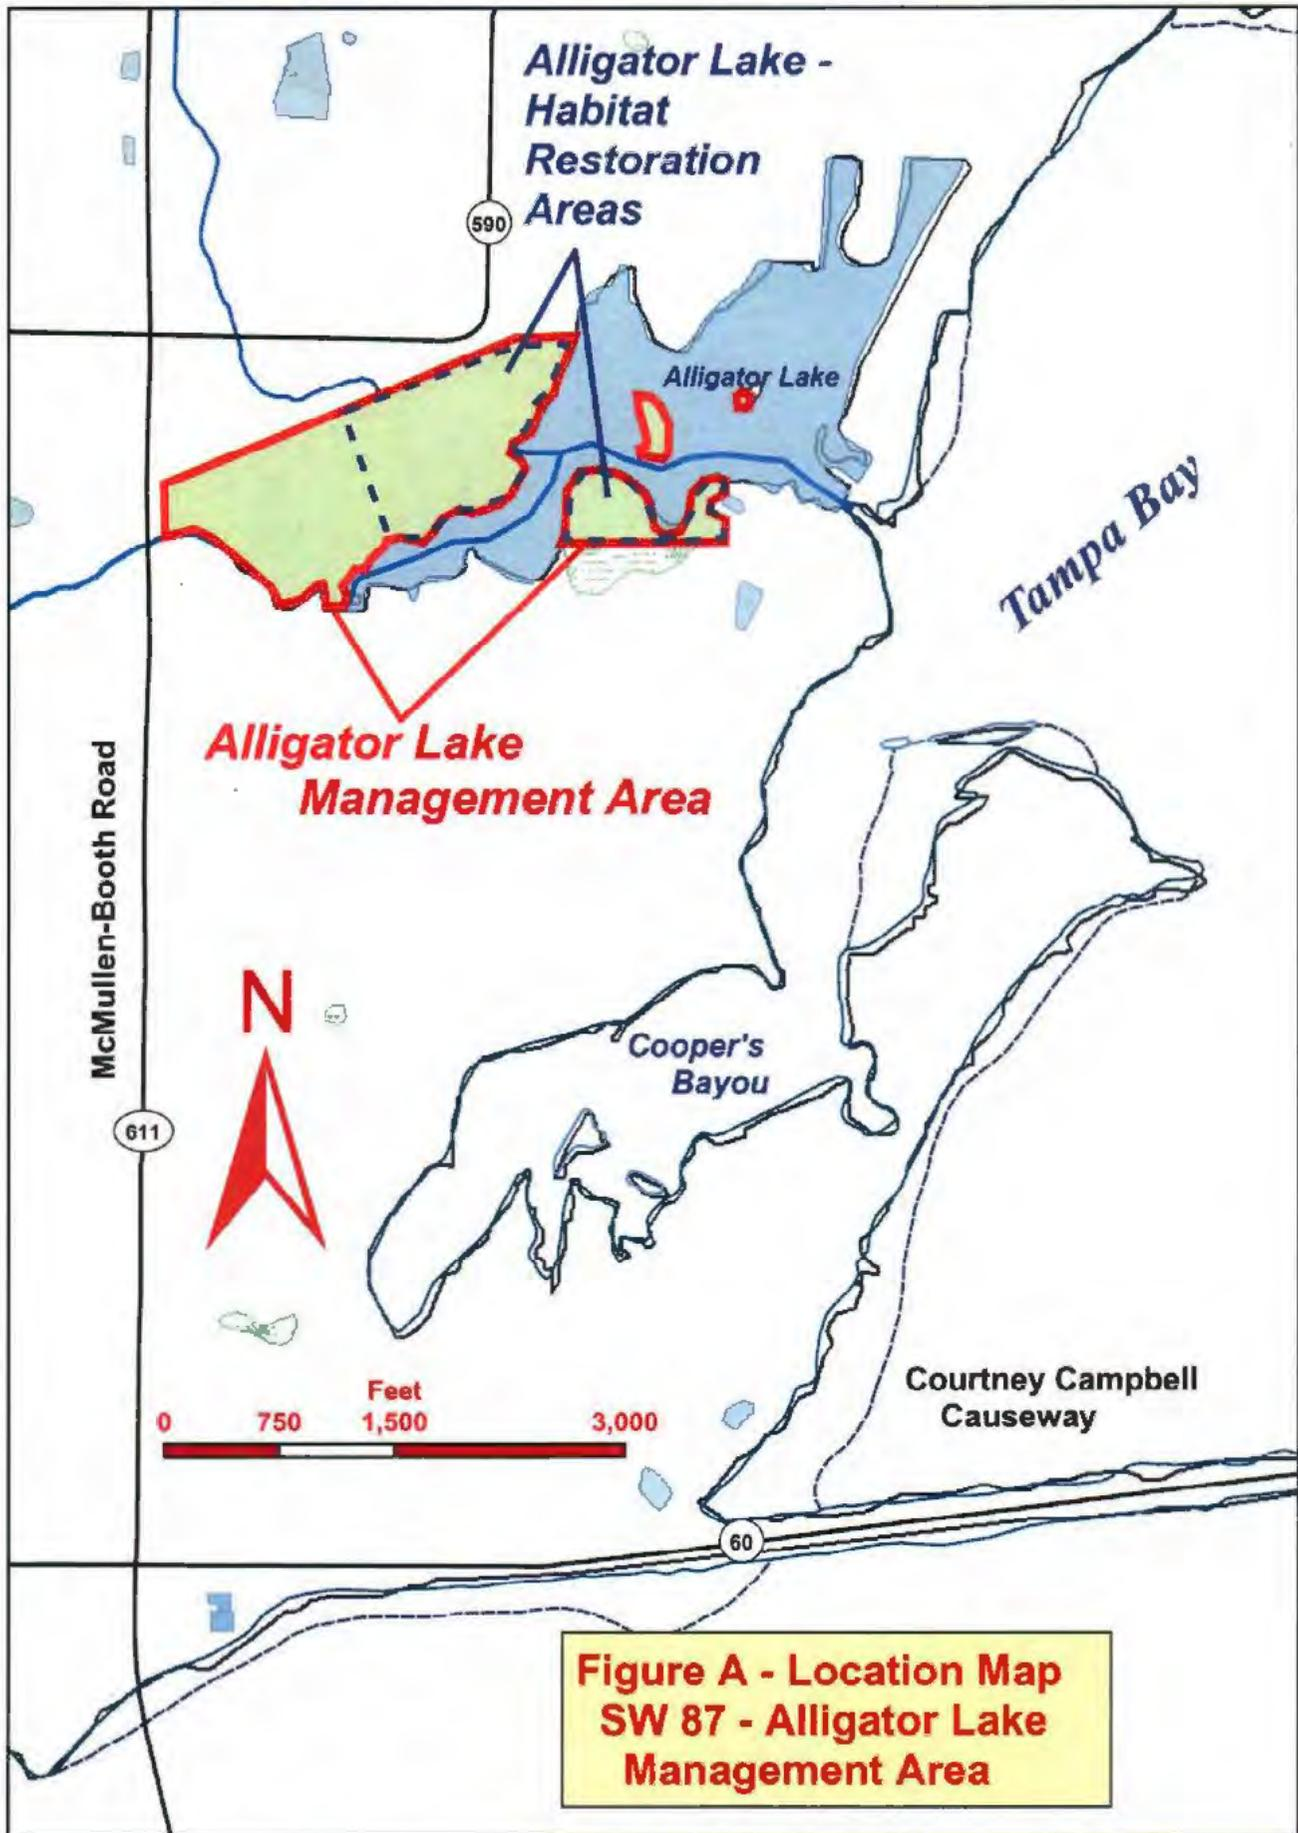 Alligator Lake -
Habitat
Restoration
Areas
590
Alligator Lake
Tampa Bay
Alligator Lake
Management Area
McMullen-Booth Road
N
Cooper's
Bayou
611
Feet
0 750 1,500 3,000
Courtney Campbell
Causeway
60
Figure A - Location Map
SW 87 - Alligator Lake
Management Area